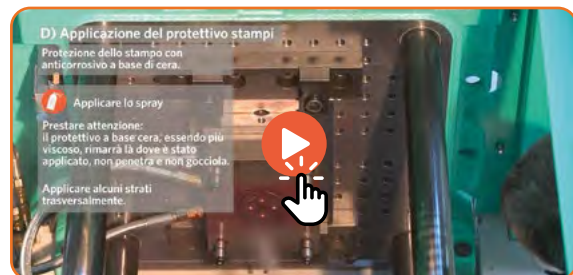 D) Applicazione del protettivo stampi
Protezione dello stampo con
anticorrosivo a base di cera.
Applicare lo spray
Prestare attenzione:
il protettivo a base cera, essendo più
viscoso, rimarrà là dove è stato
applicato, non penetra e non gocciola.
Applicare alcuni strati
trasversalmente.